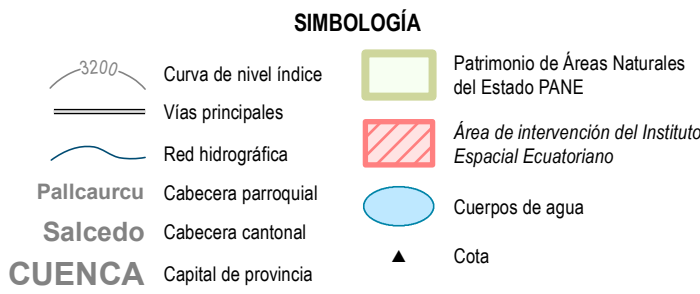 SIMBOLOGÍA
3200
Curva de nivel índice
Vías principales
Red hidrográfica
Pallcaurcu Cabecera parroquial
Salcedo Cabecera cantonal
CUENCA Capital de provincia
Patrimonio de Áreas Naturales
del Estado PANE
Área de intervención del Instituto
Espacial Ecuatoriano
Cuerpos de agua
Cota